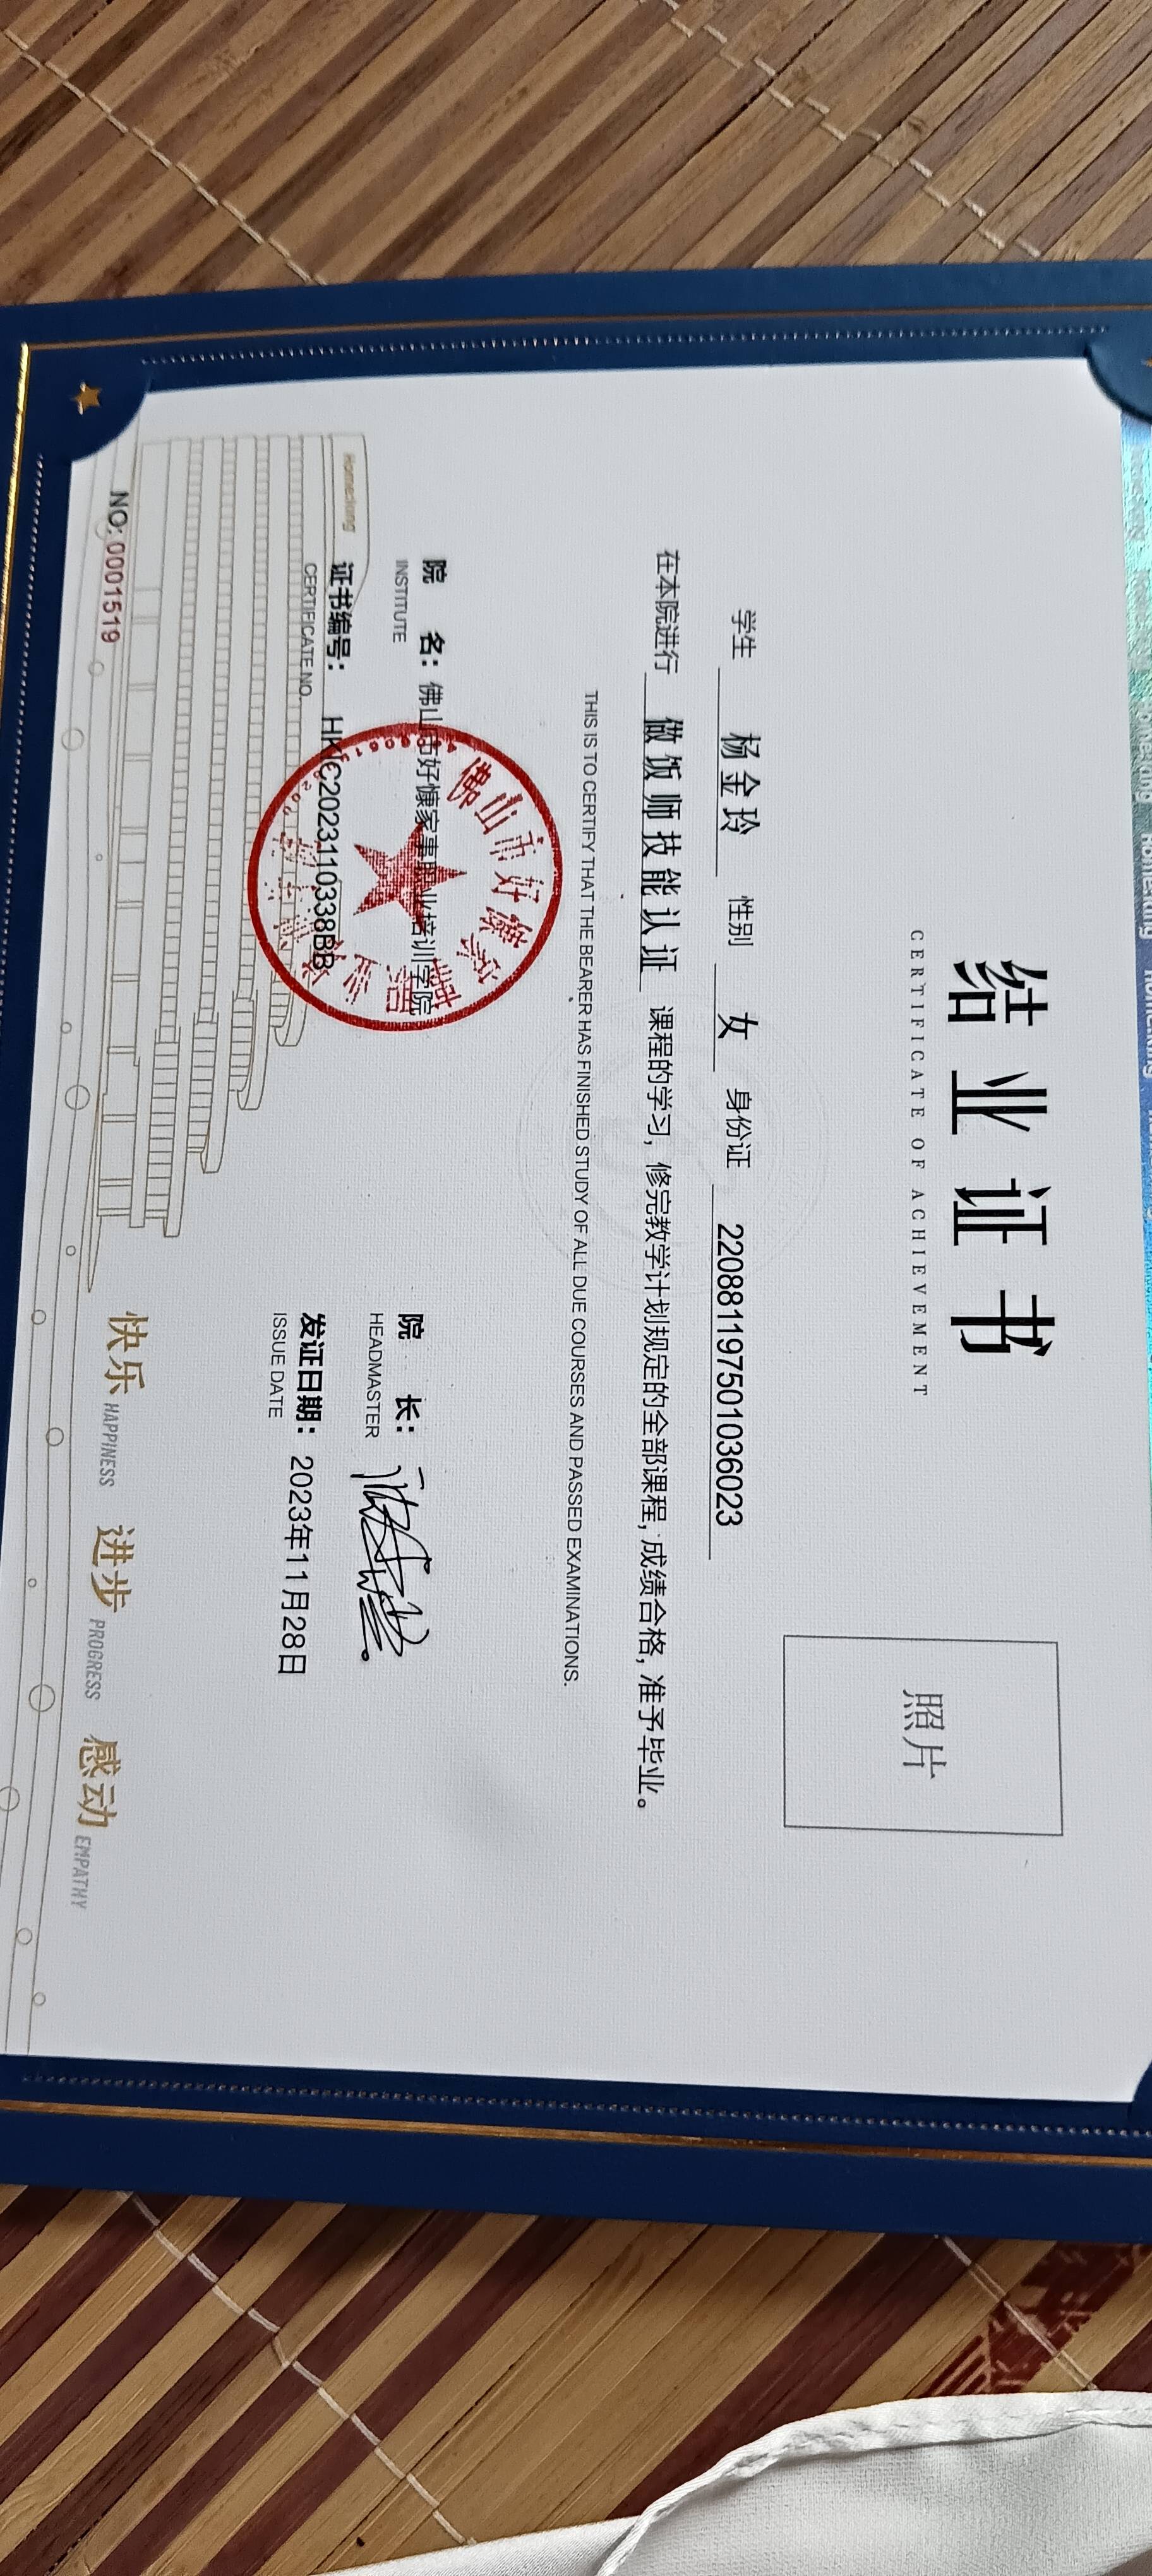 结业证书
CERTIFICATE OF ACHIEVEMENT
照片
学生 杨金玲 性别 女 身份证 220881197501036023
在本院进行 做饭师技能认证 课程的学习，修完教学计划规定的全部课程，成绩合格，准予毕业。
THIS IS TO CERTIFY THAT THE BEARER HAS FINISHED STUDY OF ALL DUE COURSES AND PASSED EXAMINATIONS.
院 名：佛山市好慷家事职业培训学院
INSTITUTE
院 长：
HEADMASTER
证书编号： HKIC2023110338BB
CERTIFICATE NO.
发证日期：2023年11月28日
ISSUE DATE
Homeking
NO: 0001519
快乐 HAPPINESS 进步 PROGRESS 感动 EMPATHY